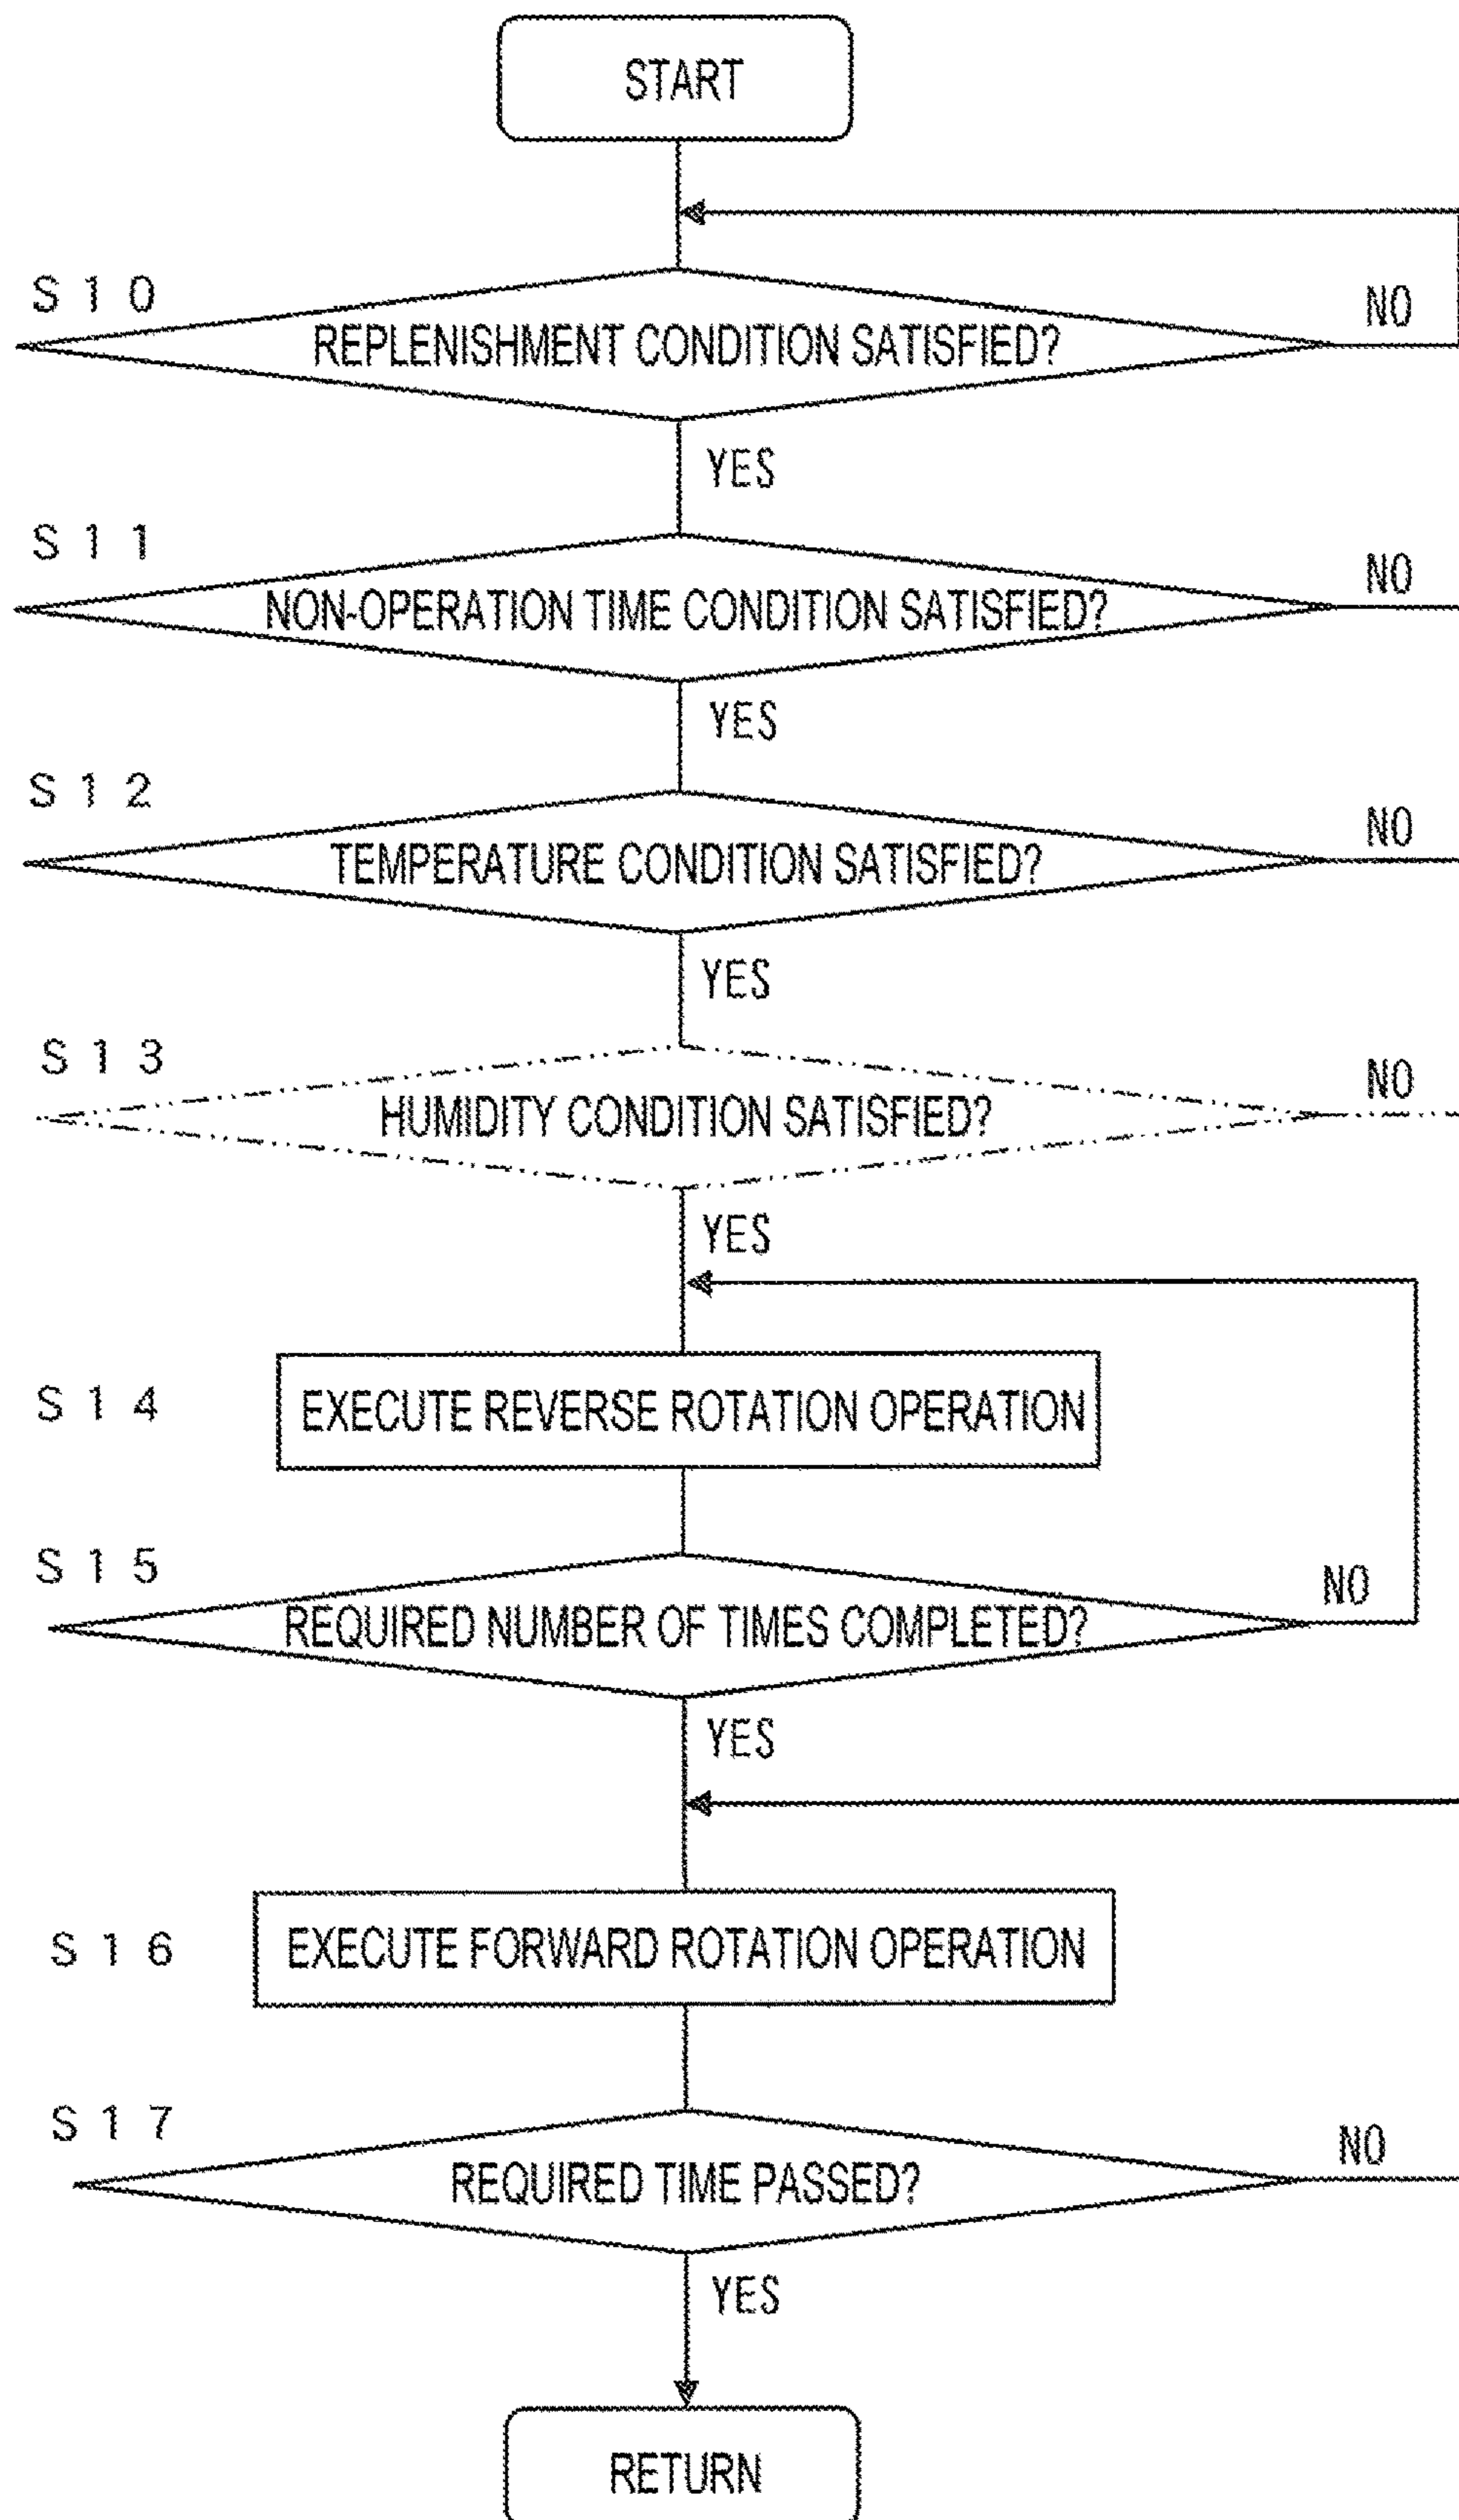 START
S10
REPLENISHMENT CONDITION SATISFIED?
NO
YES
S11
NON-OPERATION TIME CONDITION SATISFIED?
NO
YES
S12
TEMPERATURE CONDITION SATISFIED?
NO
YES
S13
HUMIDITY CONDITION SATISFIED?
NO
YES
S14
EXECUTE REVERSE ROTATION OPERATION
S15
REQUIRED NUMBER OF TIMES COMPLETED?
NO
YES
S16
EXECUTE FORWARD ROTATION OPERATION
S17
REQUIRED TIME PASSED?
NO
YES
RETURN